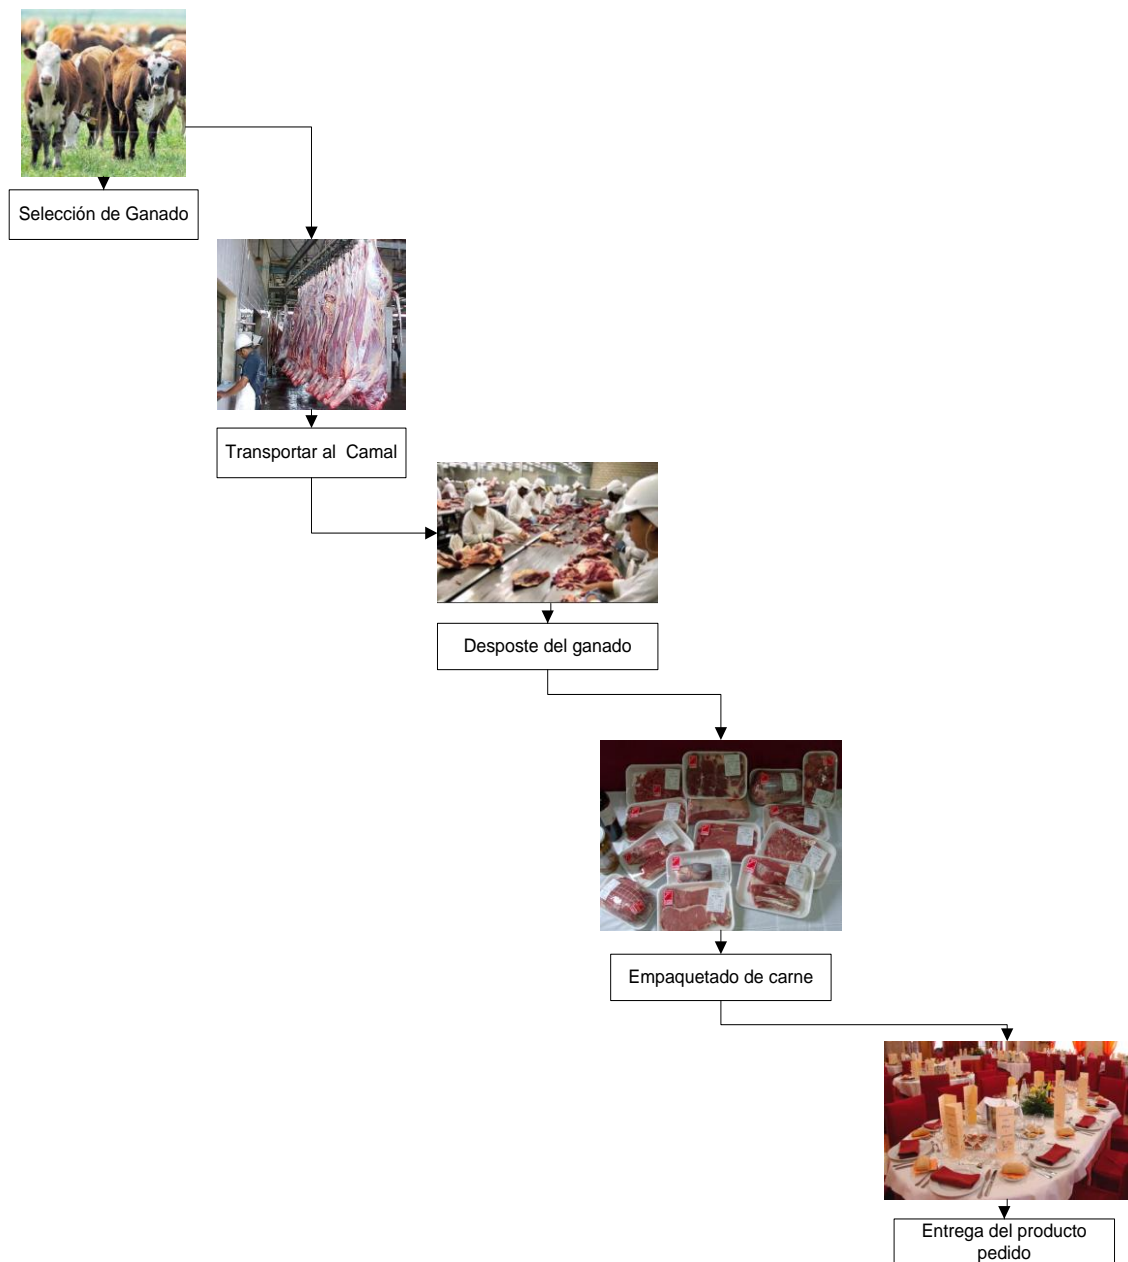 Selección de Ganado
Transportar al Camal
Desposte del ganado
Empaquetado de carne
Entrega del producto
pedido